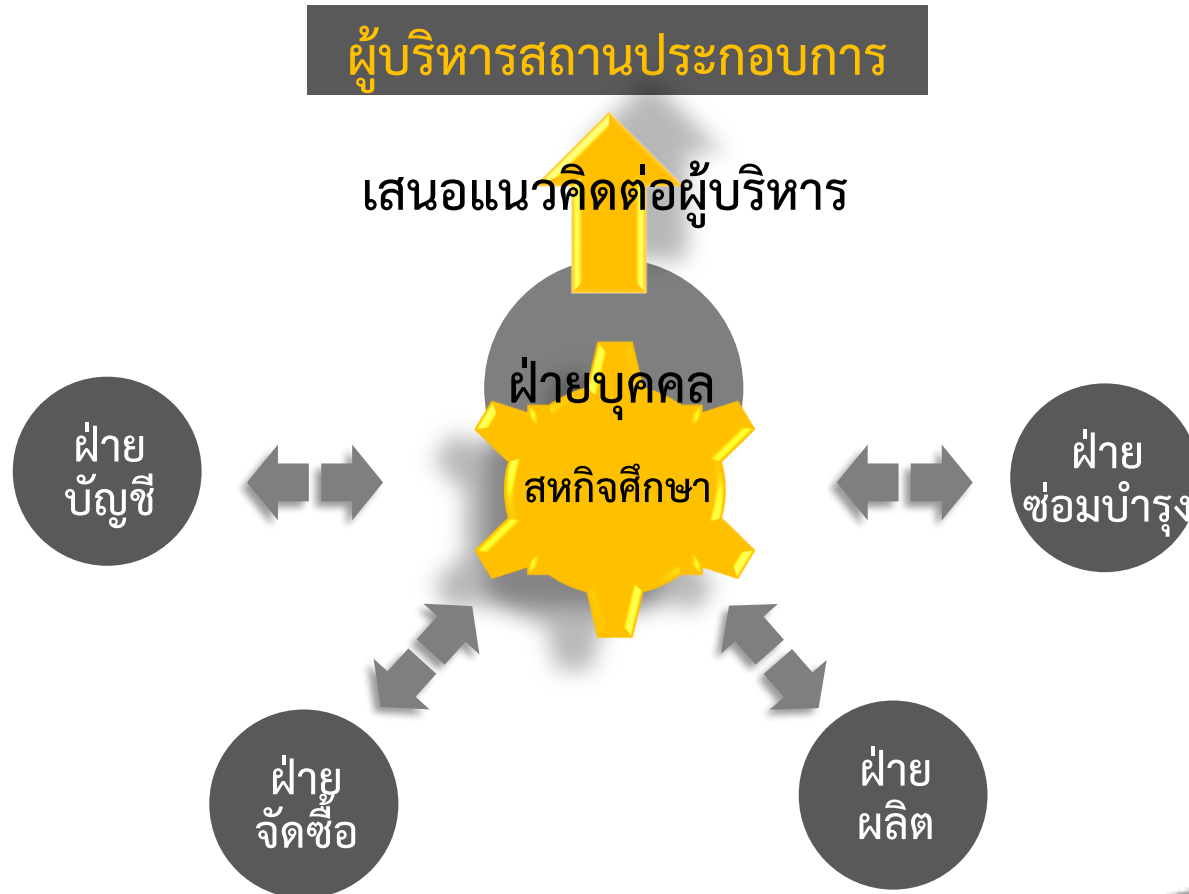 ผู้บริหารสถานประกอบการ
เสนอแนวคิดต่อผู้บริหาร
ฝ่ายบุคคล
สหกิจศึกษา
ฝ่าย
บัญชี
ฝ่าย
ซ่อมบำรุง
ฝ่าย
จัดซื้อ
ฝ่าย
ผลิต